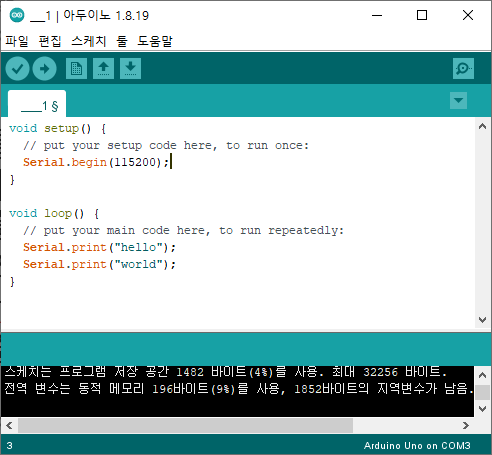 __1 | 아두이노 1.8.19
파일 편집 스케치 툴 도움말
___1 §
void setup() {
  // put your setup code here, to run once:
  Serial.begin(115200);
}

void loop() {
  // put your main code here, to run repeatedly:
  Serial.print("hello");
  Serial.print("world");
}
스케치는 프로그램 저장 공간 1482 바이트(4%)를 사용. 최대 32256 바이트.
전역 변수는 동적 메모리 196바이트(9%)를 사용, 1852바이트의 지역변수가 남음.
3 Arduino Uno on COM3